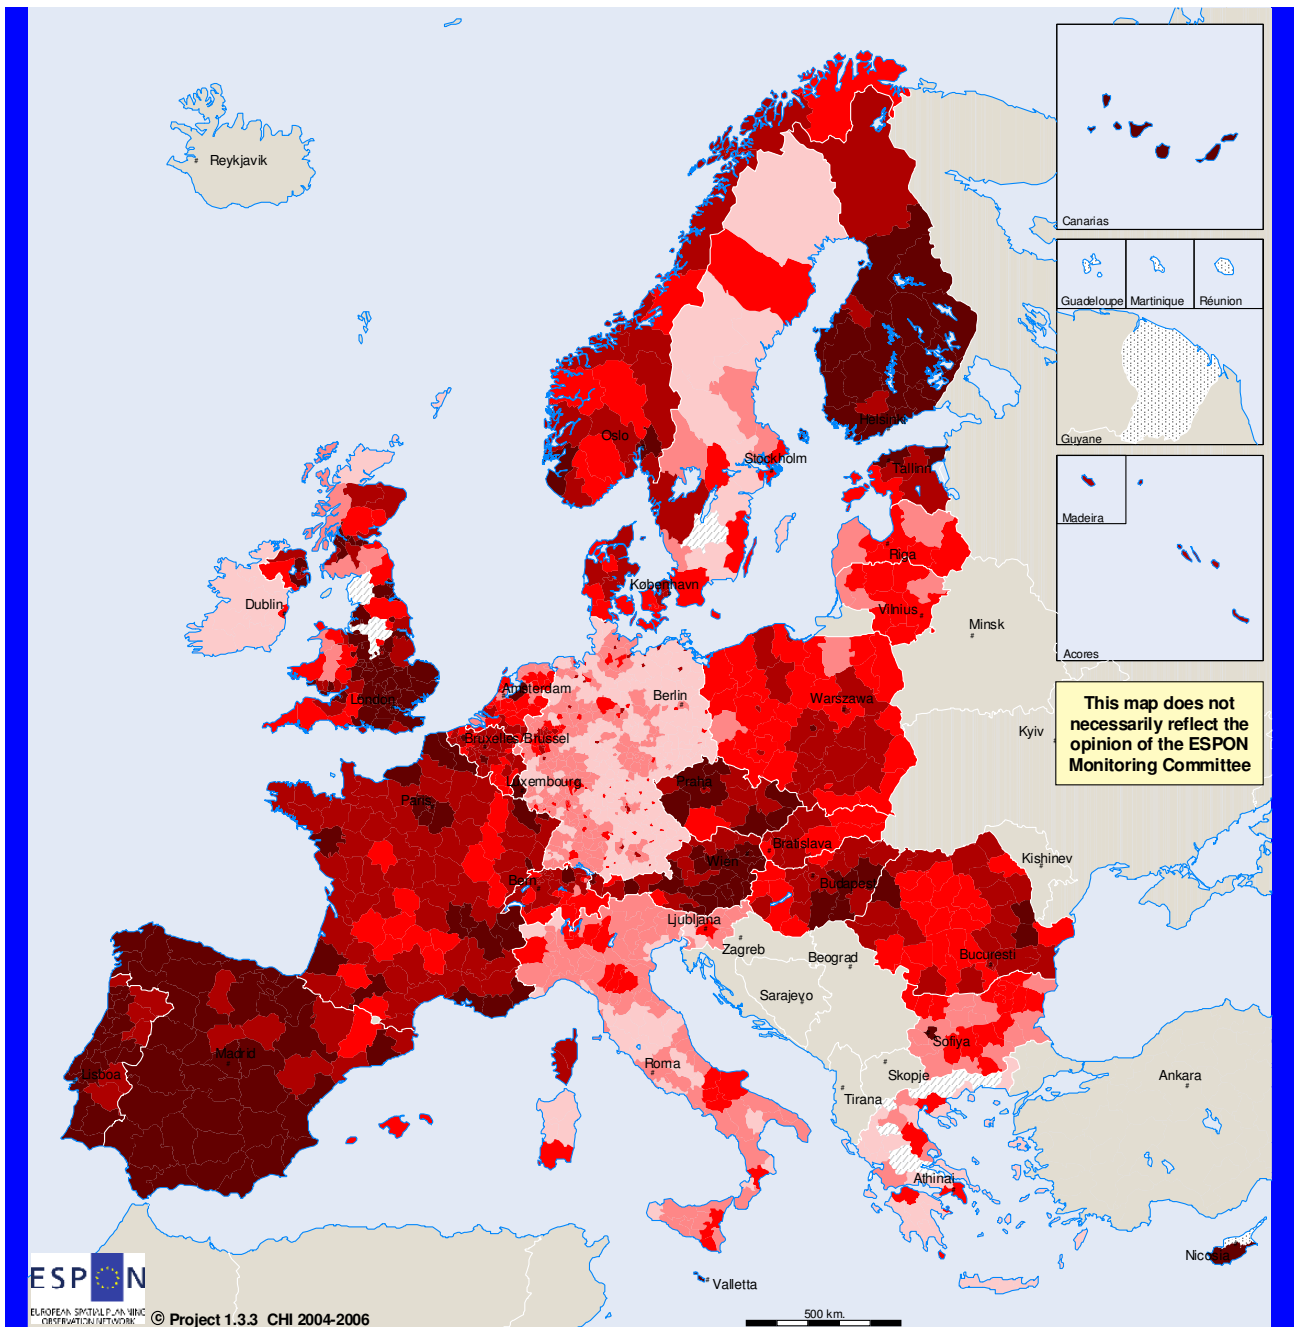 Canarias
Reykjavik
Guadeloupe
Martinique
Réunion
Guyane
Oslo
Helsinki
Stockholm
Tallinn
Madeira
Riga
København
Dublin
Vilnius
Minsk
Acores
London
Amsterdam
Berlin
Warszawa
This map does not
necessarily reflect the
opinion of the ESPON
Monitoring Committee
Kyiv
Bruxelles/Brussel
Luxembourg
Praha
Paris
Bratislava
Wien
Kishinev
Bern
Budapest
Ljubljana
Zagreb
Beograd
Bucuresti
Sarajevo
Madrid
Sofiya
Roma
Lisboa
Skopje
Ankara
Tirana
Athinai
Nicosia
Valletta
ESPON
EUROPEAN SPATIAL PLANNING
OBSERVATION NETWORK
© Project 1.3.3 CHI 2004-2006
500 km.